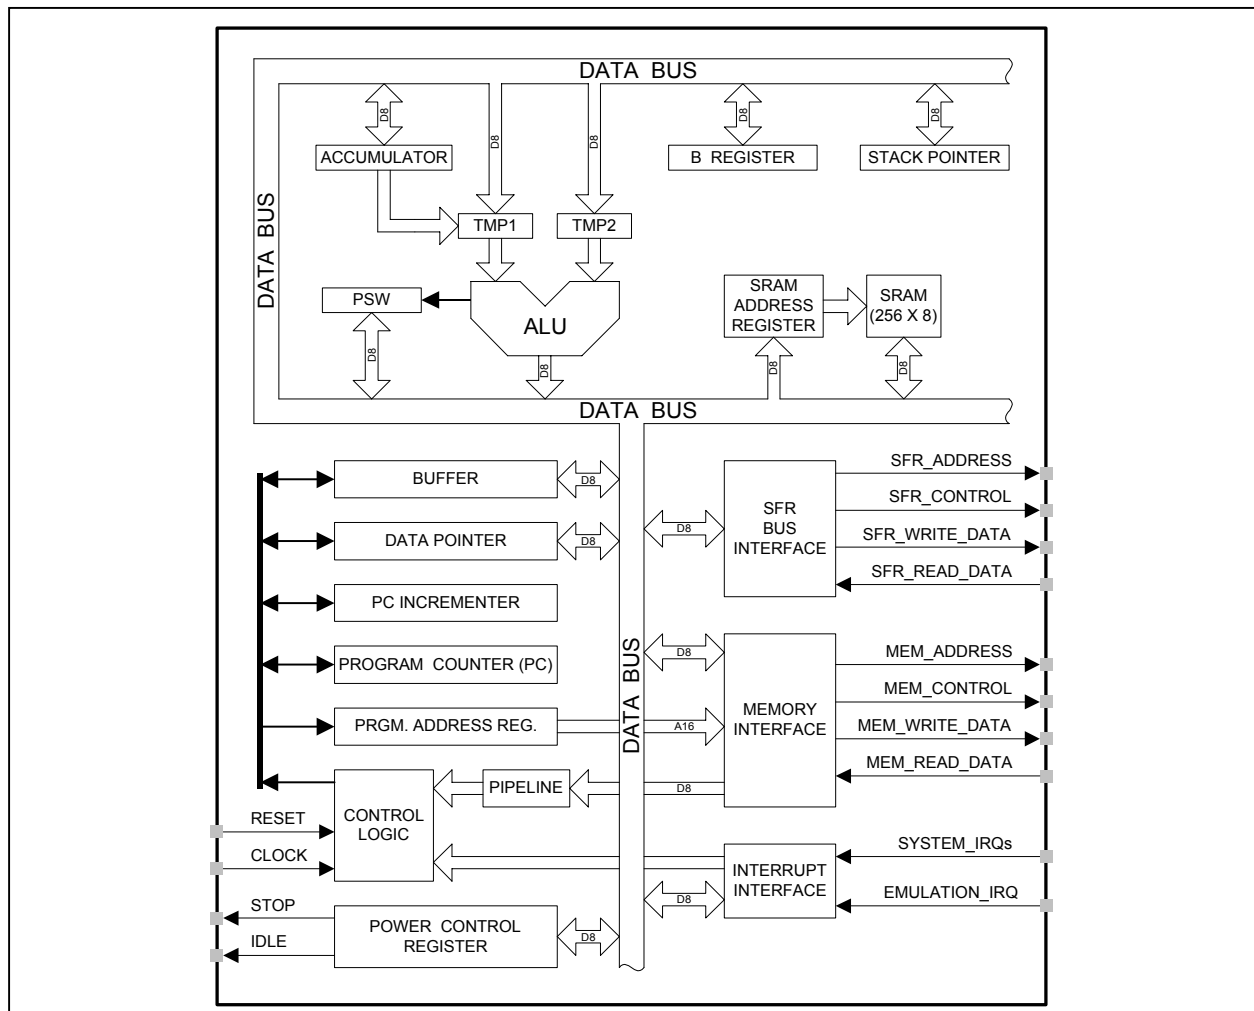 DATA BUS
D8
D8
D8
D8
D8
ACCUMULATOR
B REGISTER
STACK POINTER
DATA BUS
TMP1
TMP2
PSW
ALU
SRAM
ADDRESS
REGISTER
SRAM
(256 X 8)
D8
D8
D8
D8
DATA BUS
BUFFER
D8
DATA POINTER
D8
PC INCREMENTER
PROGRAM COUNTER (PC)
PRGM. ADDRESS REG.
A16
DATA BUS
D8
SFR
BUS
INTERFACE
SFR_ADDRESS
SFR_CONTROL
SFR_WRITE_DATA
SFR_READ_DATA
D8
MEMORY
INTERFACE
MEM_ADDRESS
MEM_CONTROL
MEM_WRITE_DATA
MEM_READ_DATA
PIPELINE
D8
RESET
CLOCK
CONTROL
LOGIC
INTERRUPT
INTERFACE
D8
SYSTEM_IRQs
EMULATION_IRQ
STOP
IDLE
POWER CONTROL
REGISTER
D8